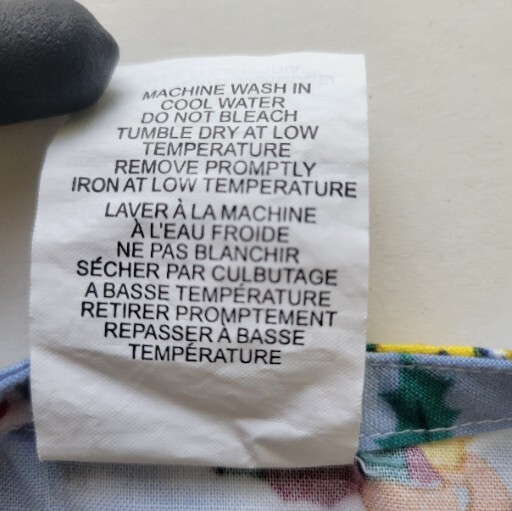 MACHINE WASH IN
COOL WATER
DO NOT BLEACH
TUMBLE DRY AT LOW
TEMPERATURE
REMOVE PROMPTLY
IRON AT LOW TEMPERATURE
LAVER À LA MACHINE
À L'EAU FROIDE
NE PAS BLANCHIR
SÉCHER PAR CULBUTAGE
A BASSE TEMPÉRATURE
RETIRER PROMPTEMENT
REPASSER À BASSE
TEMPÉRATURE